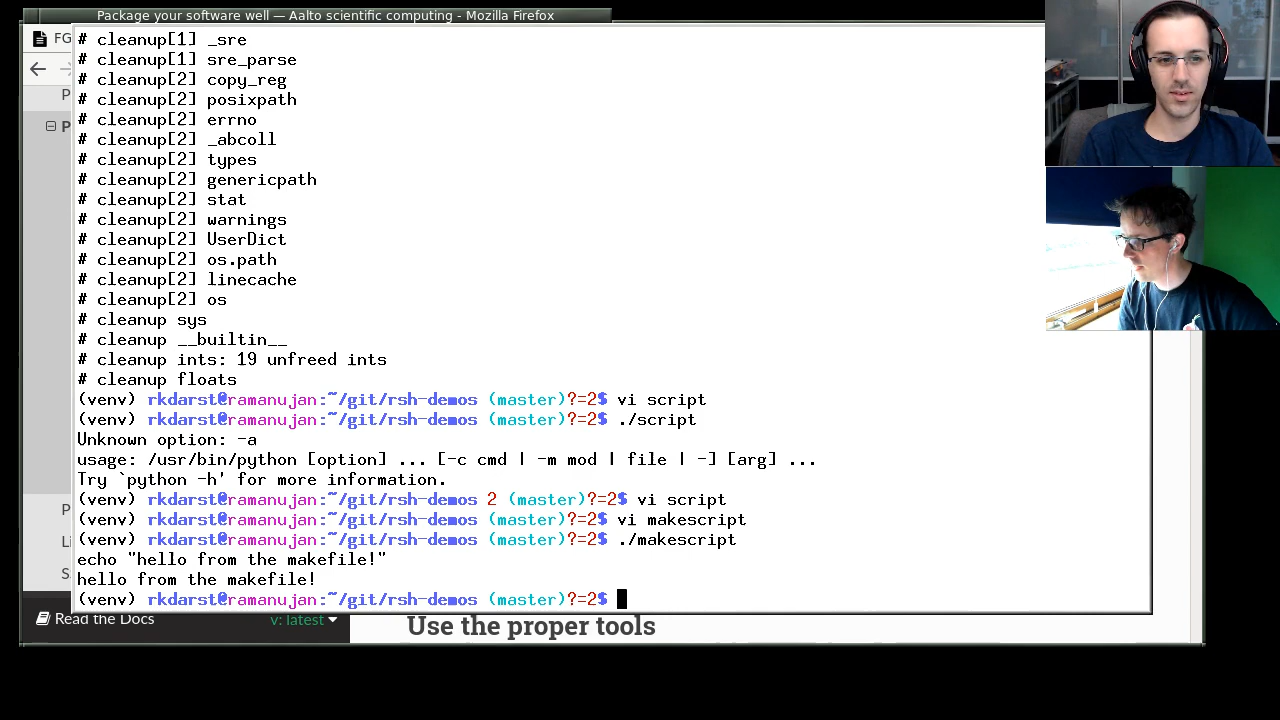 Package your software well — Aalto scientific computing - Mozilla Firefox
FG
P
P
P
Li
S
# cleanup[1] _sre
# cleanup[1] sre_parse
# cleanup[2] copy_reg
# cleanup[2] posixpath
# cleanup[2] errno
# cleanup[2] _abcoll
# cleanup[2] types
# cleanup[2] genericpath
# cleanup[2] stat
# cleanup[2] warnings
# cleanup[2] UserDict
# cleanup[2] os.path
# cleanup[2] linecache
# cleanup[2] os
# cleanup sys
# cleanup __builtin__
# cleanup ints: 19 unfreed ints
# cleanup floats
(venv) rkdarst@ramanujan:~/git/rsh-demos (master)?=2$ vi script
(venv) rkdarst@ramanujan:~/git/rsh-demos (master)?=2$ ./script
Unknown option: -a
usage: /usr/bin/python [option] ... [-c cmd | -m mod | file | -] [arg] ...
Try `python -h' for more information.
(venv) rkdarst@ramanujan:~/git/rsh-demos 2 (master)?=2$ vi script
(venv) rkdarst@ramanujan:~/git/rsh-demos (master)?=2$ vi makescript
(venv) rkdarst@ramanujan:~/git/rsh-demos (master)?=2$ ./makescript
echo "hello from the makefile!"
hello from the makefile!
(venv) rkdarst@ramanujan:~/git/rsh-demos (master)?=2$
Read the Docs v: latest
Use the proper tools